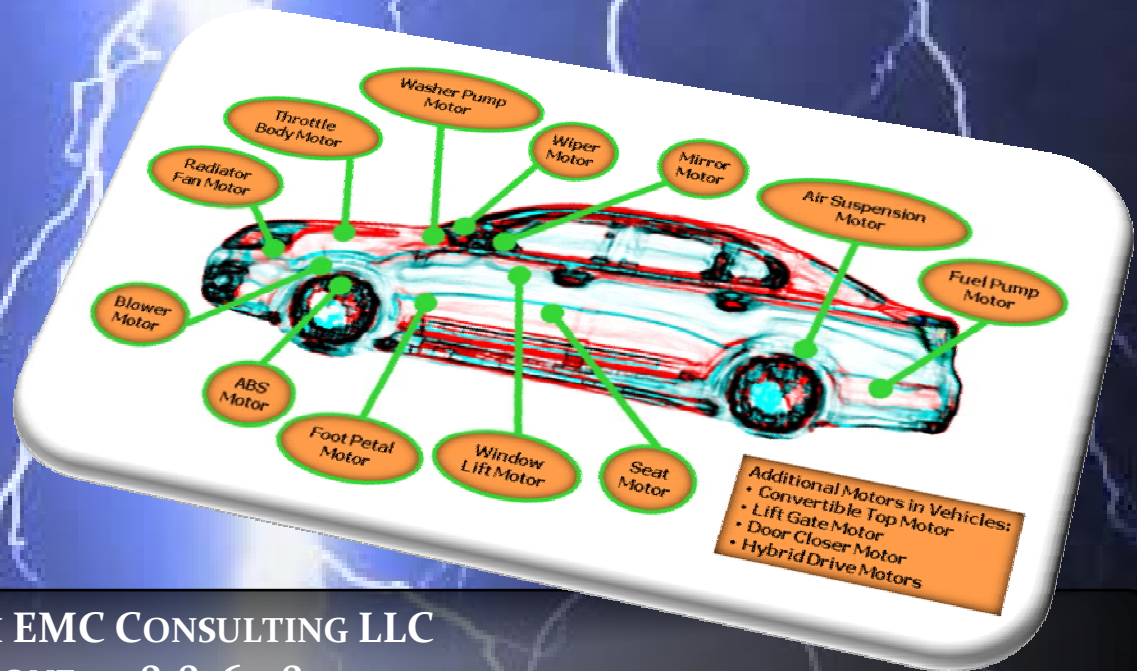 Washer Pump
Motor
Throttle
Body Motor
Wiper
Motor
Mirror
Motor
Radiator
Fan Motor
Air Suspension
Motor
Fuel Pump
Motor
Blower
Motor
ABS
Motor
Foot Petal
Motor
Window
Lift Motor
Seat
Motor
Additional Motors in Vehicles:
• Convertible Top Motor
• Lift Gate Motor
• Door Closer Motor
• Hybrid Drive Motors
EMC CONSULTING LLC